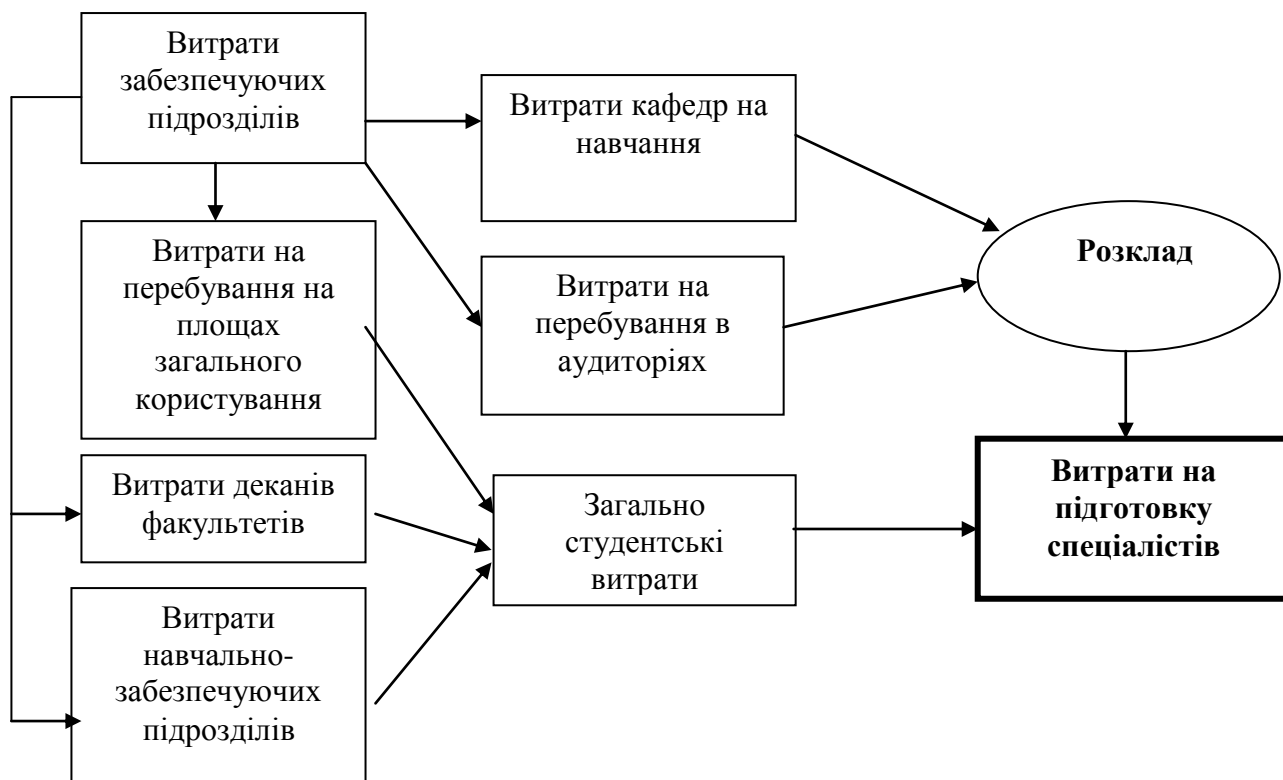 Витрати
забезпечуючих
підрозділів
Витрати кафедр на
навчання
Витрати на
перебування на
площах
загального
користування
Витрати на
перебування в
аудиторіях
Розклад
Витрати деканів
факультетів
Загально
студентські
витрати
Витрати на
підготовку
спеціалістів
Витрати
навчально-
забезпечуючих
підрозділів